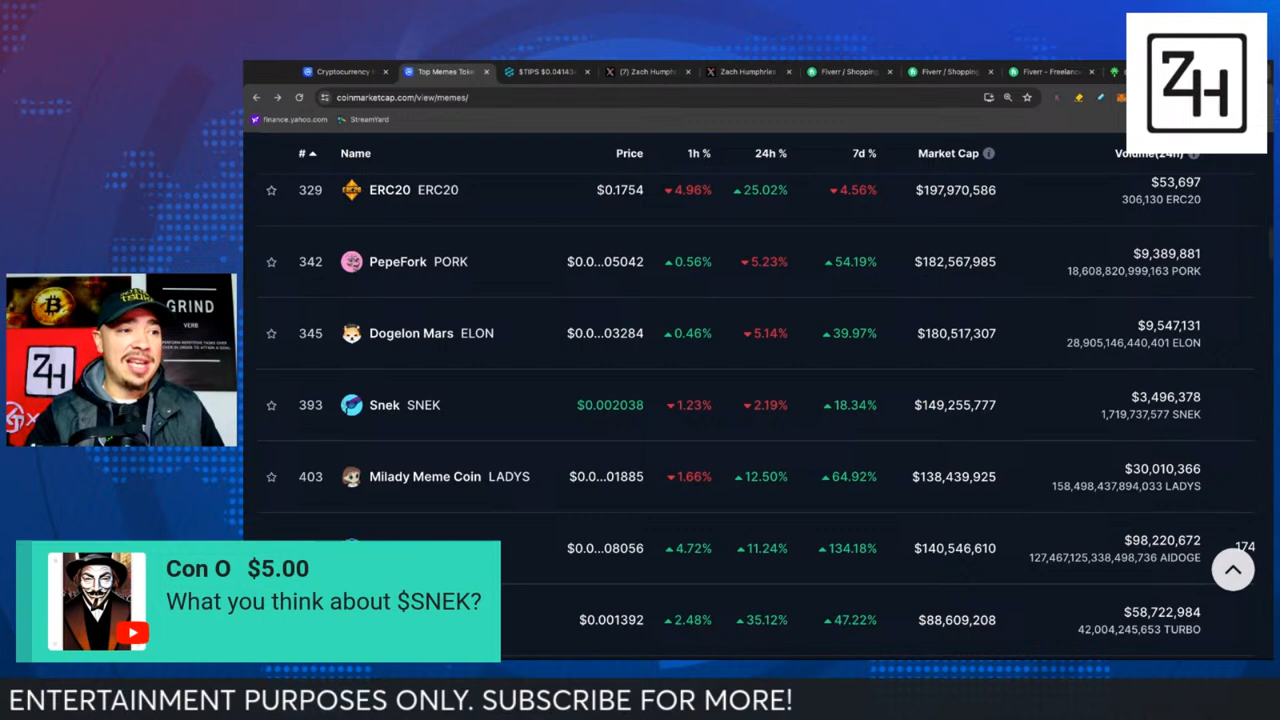 ZH
Cryptocurrency
Top Memes Toke
$TIPS $0.04143
(7) Zach Humph
Zach Humphries
Fiverr / Shopping
Fiverr / Shopping
Fiverr - Freelanc
coinmarketcap.com/view/memes/
finance.yahoo.com StreamYard
# Name Price 1h % 24h % 7d % Market Cap Volume(24h)
329 ERC20 ERC20 $0.1754 4.96% 25.02% 4.56% $197,970,586 $53,697
306,130 ERC20
342 PepeFork PORK $0.0...05042 0.56% 5.23% 54.19% $182,567,985 $9,389,881
18,608,820,999,163 PORK
345 Dogelon Mars ELON $0.0...03284 0.46% 5.14% 39.97% $180,517,307 $9,547,131
28,905,146,440,401 ELON
393 Snek SNEK $0.002038 1.23% 2.19% 18.34% $149,255,777 $3,496,378
1,719,737,577 SNEK
403 Milady Meme Coin LADYS $0.0...01885 1.66% 12.50% 64.92% $138,439,925 $30,010,366
158,498,437,894,033 LADYS
$0.0...08056 4.72% 11.24% 134.18% $140,546,610 $98,220,672
127,467,125,338,498,736 AIDOGE
174
$0.001392 2.48% 35.12% 47.22% $88,609,208 $58,722,984
42,004,245,653 TURBO
GRIND
VERB
ZH
Con O $5.00
What you think about $SNEK?
ENTERTAINMENT PURPOSES ONLY. SUBSCRIBE FOR MORE!